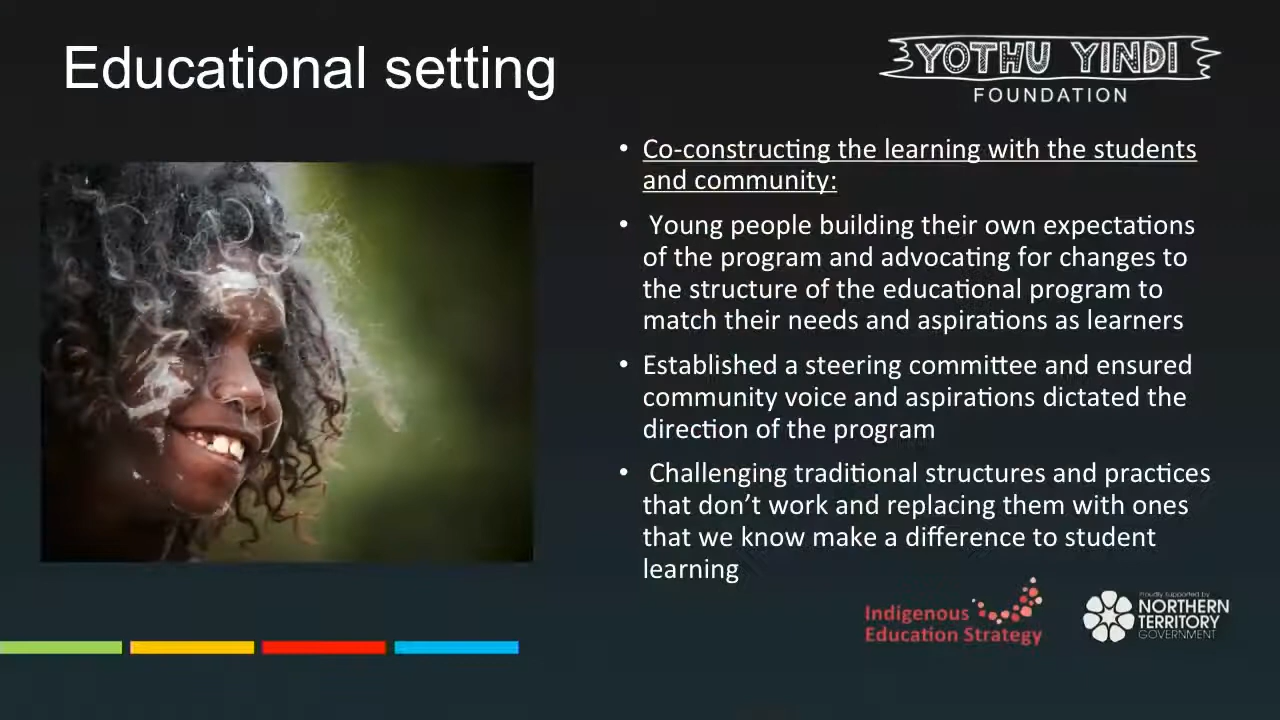 Educational setting
YOTHU YINDI
FOUNDATION
• Co-constructing the learning with the students
and community:
• Young people building their own expectations
of the program and advocating for changes to
the structure of the educational program to
match their needs and aspirations as learners
• Established a steering committee and ensured
community voice and aspirations dictated the
direction of the program
• Challenging traditional structures and practices
that don’t work and replacing them with ones
that we know make a difference to student
learning
Indigenous
Education Strategy
Proudly supported by
NORTHERN
TERRITORY
GOVERNMENT